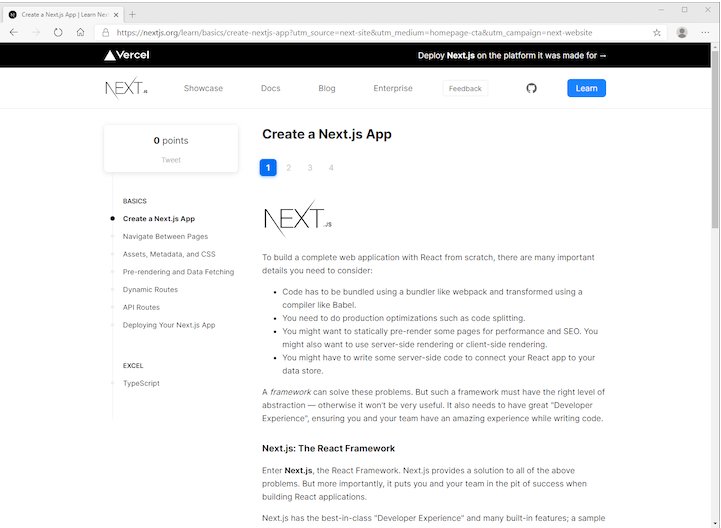 Create a Next.js App | Learn Nex
https://nextjs.org/learn/basics/create-nextjs-app?utm_source=next-site&utm_medium=homepage-cta&utm_campaign=next-website
Vercel
Deploy Next.js on the platform it was made for →
NEXT.JS
Showcase
Docs
Blog
Enterprise
Feedback
Learn
0 points
Tweet
BASICS
Create a Next.js App
Navigate Between Pages
Assets, Metadata, and CSS
Pre-rendering and Data Fetching
Dynamic Routes
API Routes
Deploying Your Next.js App
EXCEL
TypeScript
Create a Next.js App
1 2 3 4
NEXT.JS
To build a complete web application with React from scratch, there are many important
details you need to consider:
• Code has to be bundled using a bundler like webpack and transformed using a
compiler like Babel.
• You need to do production optimizations such as code splitting.
• You might want to statically pre-render some pages for performance and SEO. You
might also want to use server-side rendering or client-side rendering.
• You might have to write some server-side code to connect your React app to your
data store.
A framework can solve these problems. But such a framework must have the right level of
abstraction — otherwise it won't be very useful. It also needs to have great "Developer
Experience", ensuring you and your team have an amazing experience while writing code.
Next.js: The React Framework
Enter Next.js, the React Framework. Next.js provides a solution to all of the above
problems. But more importantly, it puts you and your team in the pit of success when
building React applications.
Next.js has the best-in-class "Developer Experience" and many built-in features; a sample